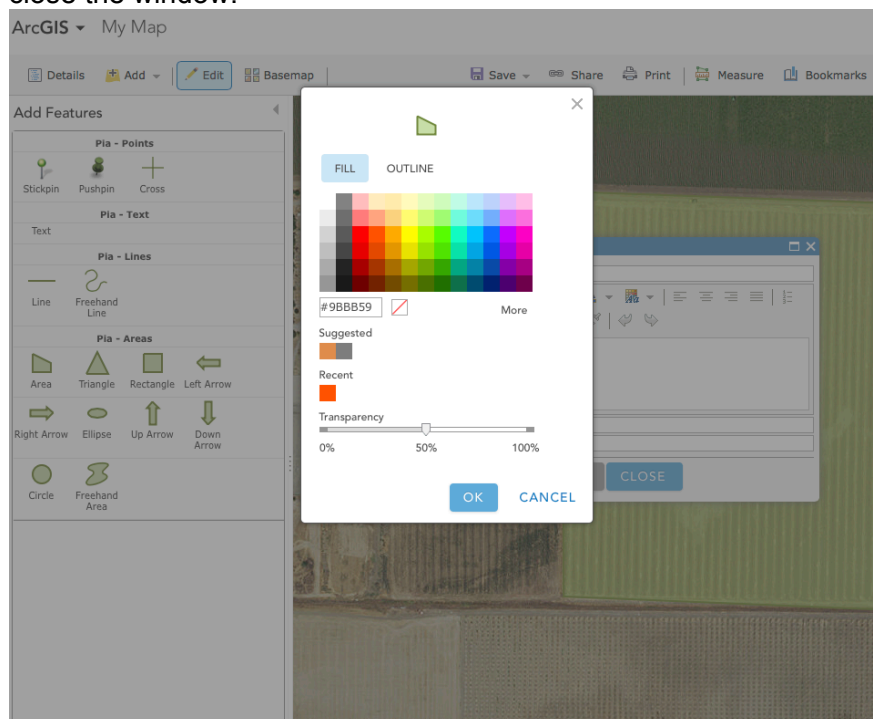 close the window.
ArcGIS My Map
Details Add Edit Basemap Save Share Print Measure Bookmarks
Add Features
Pia - Points
Stickpin Pushpin Cross
Pia - Text
Text
Pia - Lines
Line Freehand Line
Pia - Areas
Area Triangle Rectangle Left Arrow
Right Arrow Ellipse Up Arrow Down Arrow
Circle Freehand Area
FILL OUTLINE
#9BBB59 More
Suggested
Recent
Transparency
0% 50% 100%
OK CANCEL
CLOSE